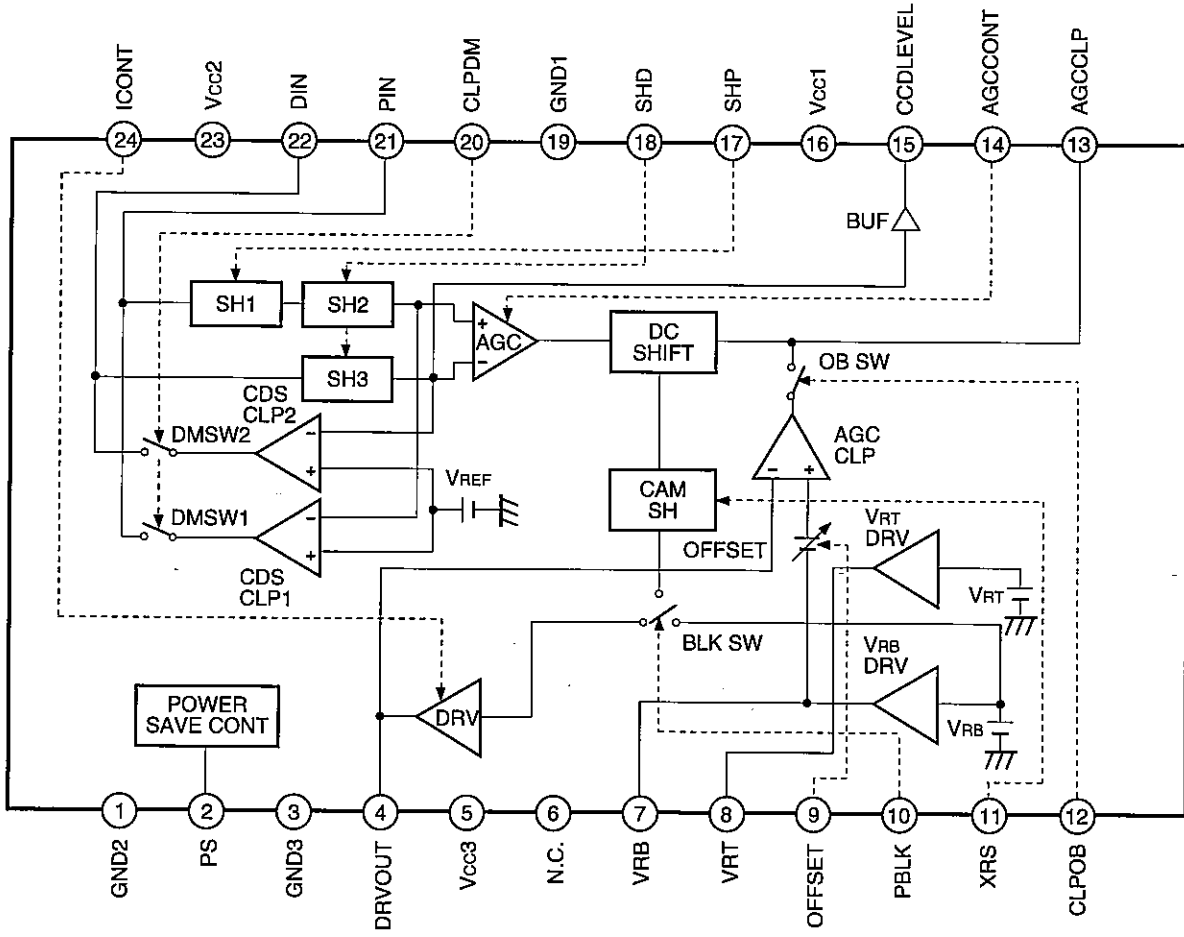 ICONT
Vcc2
DIN
PIN
CLPDM
GND1
SHD
SHP
Vcc1
CCDLEVEL
AGCCONT
AGCCLP
24
23
22
21
20
19
18
17
16
15
14
13
BUF
SH1
SH2
SH3
+
AGC
−
DC
SHIFT
OB SW
CDS
CLP2
DMSW2
−
+
VREF
DMSW1
−
+
CDS
CLP1
CAM
SH
AGC
CLP
−
+
OFFSET
VRT
DRV
VRT
BLK SW
VRB
DRV
VRB
DRV
POWER
SAVE CONT
1
2
3
4
5
6
7
8
9
10
11
12
GND2
PS
GND3
DRVOUT
Vcc3
N.C.
VRB
VRT
OFFSET
PBLK
XRS
CLPOB